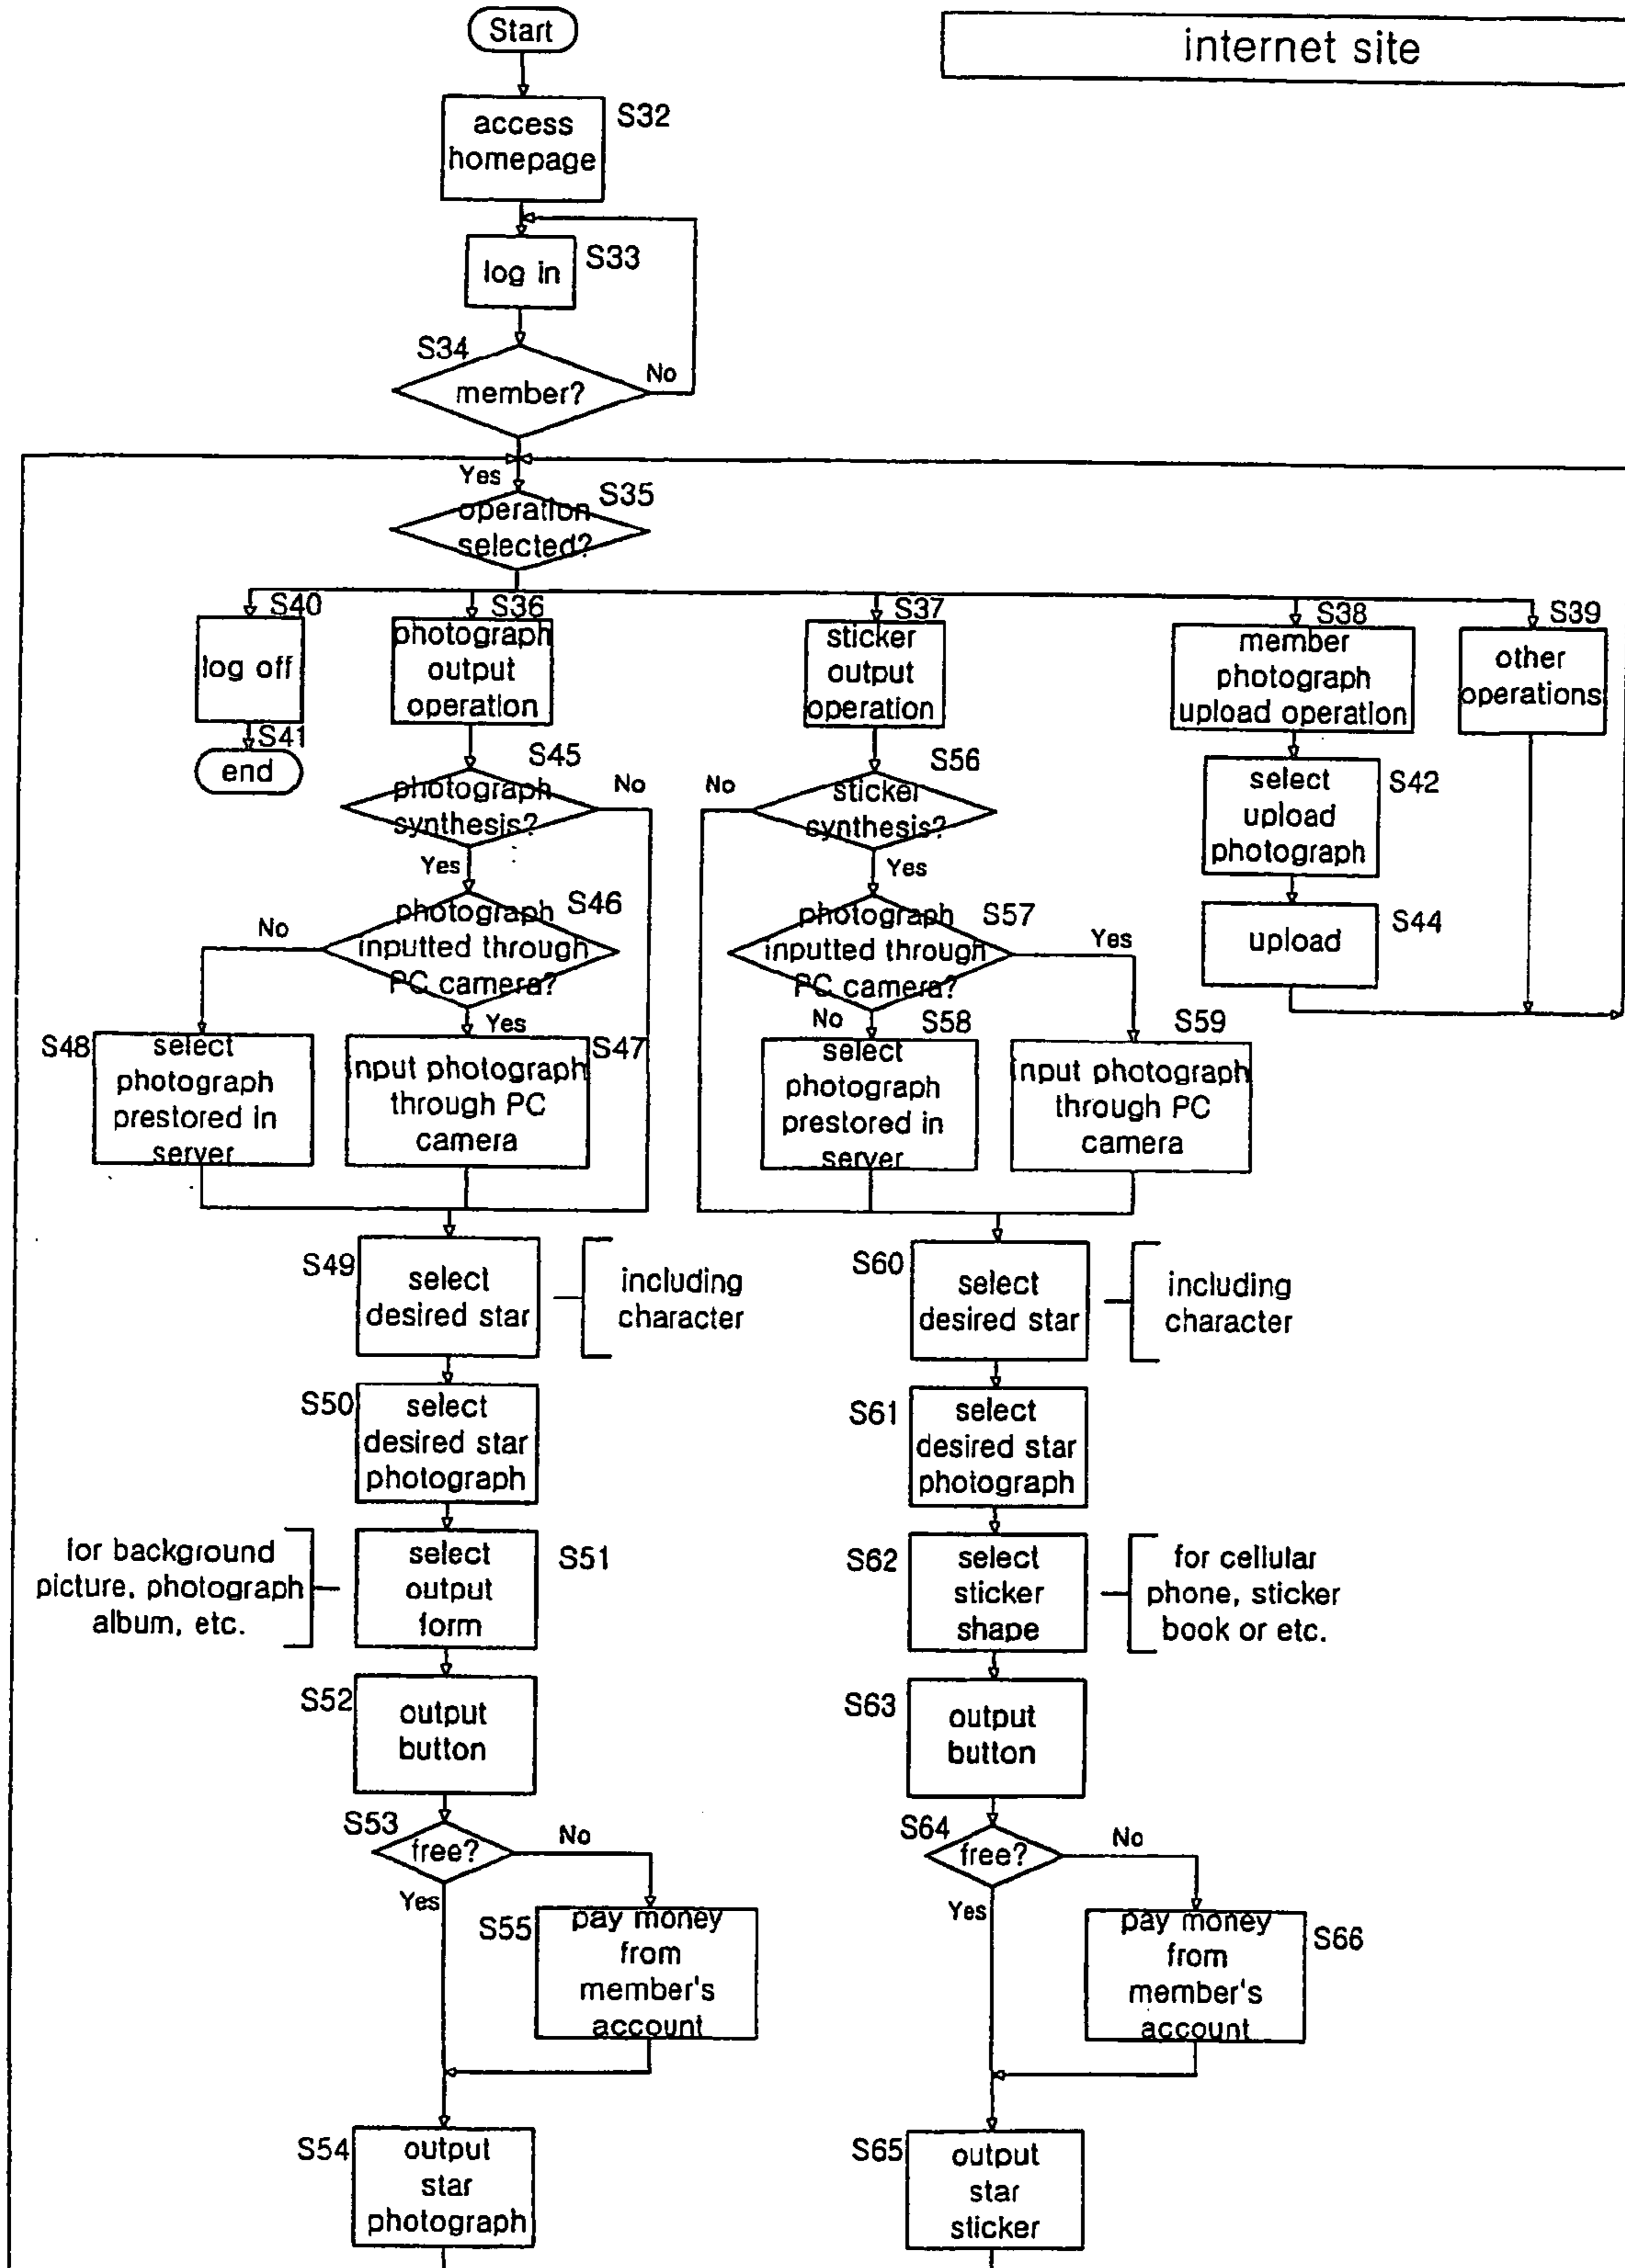 Start
internet site
access
homepage
S32
log in
S33
S34
member?
No
Yes
S35
operation
selected?
S40
log off
S41
end
S36
photograph
output
operation
S37
sticker
output
operation
S38
member
photograph
upload operation
S39
other
operations
S45
photograph
synthesis?
No
Yes
S56
sticker
synthesis?
No
Yes
S42
select
upload
photograph
S44
upload
S46
photograph
inputted through
PC camera?
No
Yes
S57
photograph
inputted through
PC camera?
Yes
No
S48
select
photograph
prestored in
server
S47
input photograph
through PC
camera
S58
select
photograph
prestored in
server
S59
input photograph
through PC
camera
S49
select
desired star
including
character
S60
select
desired star
including
character
S50
select
desired star
photograph
S61
select
desired star
photograph
for background
picture, photograph
album, etc.
select
output
form
S51
S62
select
sticker
shape
for cellular
phone, sticker
book or etc.
S52
output
button
S63
output
button
S53
free?
No
Yes
S64
free?
No
Yes
S55
pay money
from
member's
account
S66
pay money
from
member's
account
S54
output
star
photograph
S65
output
star
sticker